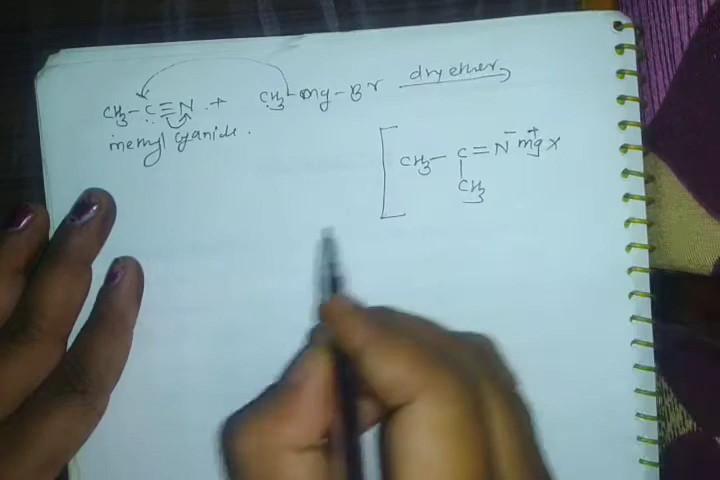 CH3-C≡N + CH3-Mg-Br dry ether
methyl cyanide.
[CH3-C=N⁻ Mg⁺X
CH3